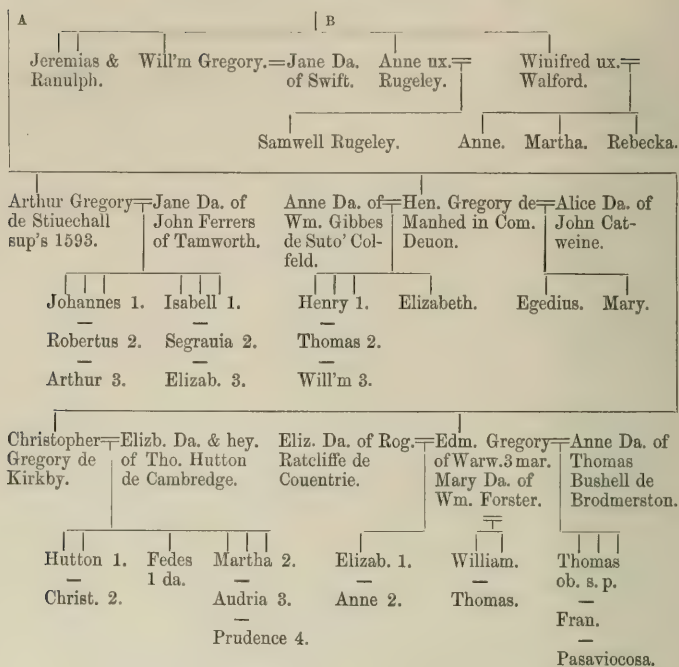 A B
Jeremias & Will'm Gregory.=Jane Da. Anne ux. Winifred ux.
Ranulph. of Swift. Rugeley. Walford.
Samwell Rugeley. Anne. Martha. Rebecka.
Arthur Gregory Jane Da. of Anne Da. of Hen. Gregory de Alice Da. of
de Stiuechall John Ferrers Wm. Gibbes Manhed in Com. John Cat-
sup's 1593. of Tamworth. de Suto' Col- Deuon. weine.
feld.
Johannes 1. Isabell 1. Henry 1. Elizabeth. Egedius. Mary.
Robertus 2. Segrauia 2. Thomas 2.
Arthur 3. Elizab. 3. Will'm 3.
Christopher Elizb. Da. & hey. Eliz. Da. of Rog. Edm. Gregory Anne Da. of
Gregory de of Tho. Hutton Ratcliffe de of Warw. 3 mar. Thomas
Kirkby. de Cambredge. Couentrie. Mary Da. of Bushell de
Wm. Forster. Brodmerston.
Hutton 1. Fedes Martha 2. Elizab. 1. William. Thomas
1 da. ob. s. p.
Christ. 2. Audria 3. Anne 2. Thomas. Fran.
Prudence 4. Pasaviocosa.